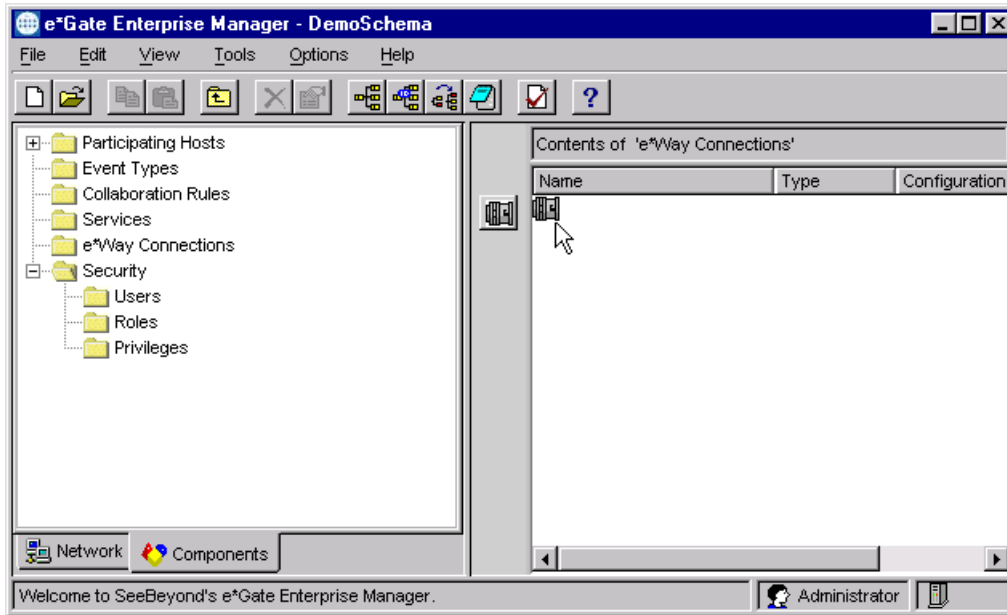 e*Gate Enterprise Manager - DemoSchema
File Edit View Tools Options Help
?
Participating Hosts
Event Types
Collaboration Rules
Services
e*Way Connections
Security
Users
Roles
Privileges
Network Components
Contents of 'e*Way Connections'
Name Type Configuration
Welcome to SeeBeyond's e*Gate Enterprise Manager. Administrator